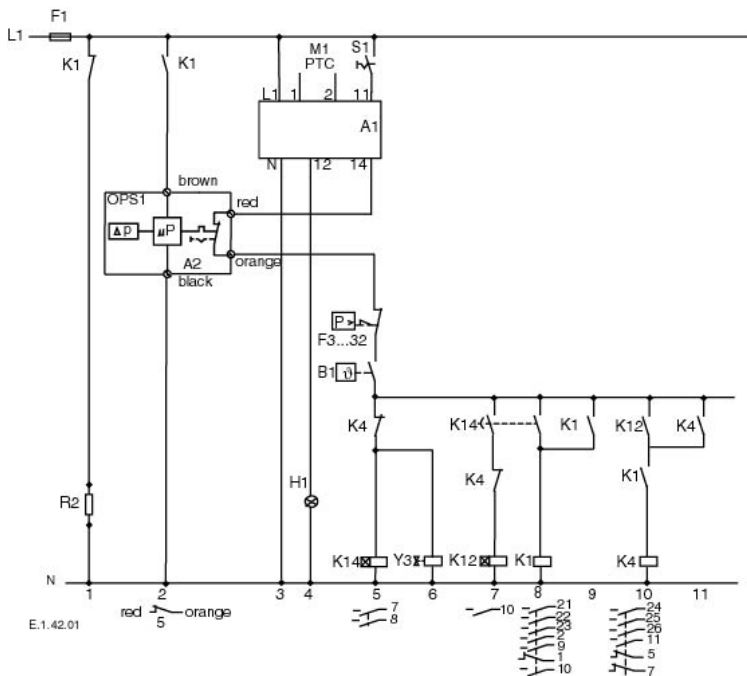 F1
L1
K1 K1
M1
PTC
S1
L1 1 2 11
A1
N 12 14
brown
OPS1
red
Δp µP
A2
orange
black
P>
F3...32
B1 ϑ
K4 K14 K1 K12 K4
K4 K1
R2
H1
K14 Y31 K12 K1 K4
N
1 2 3 4 5 6 7 8 9 10 11
red orange
5
7
8
10
21
22
23
2
9
1
10
24
25
26
11
5
7
E.1.42.01